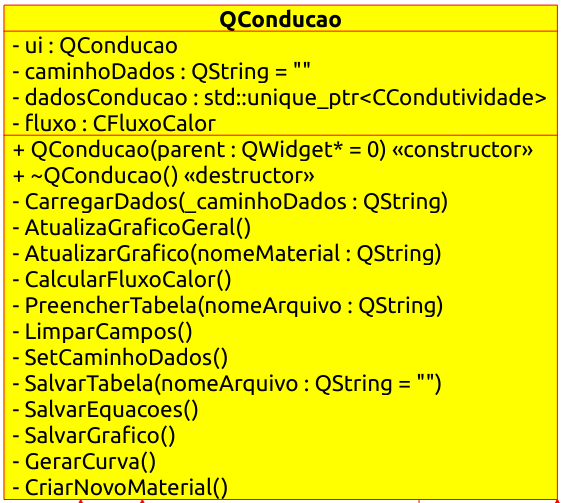 QConducao
- ui : QConducao
- caminhoDados : QString = ""
- dadosConducao : std::unique_ptr<CCondutividade>
- fluxo : CFluxoCalor
+ QConducao(parent : QWidget* = 0) «constructor»
+ ~QConducao() «destructor»
- CarregarDados(_caminhoDados : QString)
- AtualizaGraficoGeral()
- AtualizarGrafico(nomeMaterial : QString)
- CalcularFluxoCalor()
- PreencherTabela(nomeArquivo : QString)
- LimparCampos()
- SetCaminhoDados()
- SalvarTabela(nomeArquivo : QString = "")
- SalvarEquacoes()
- SalvarGrafico()
- GerarCurva()
- CriarNovoMaterial()